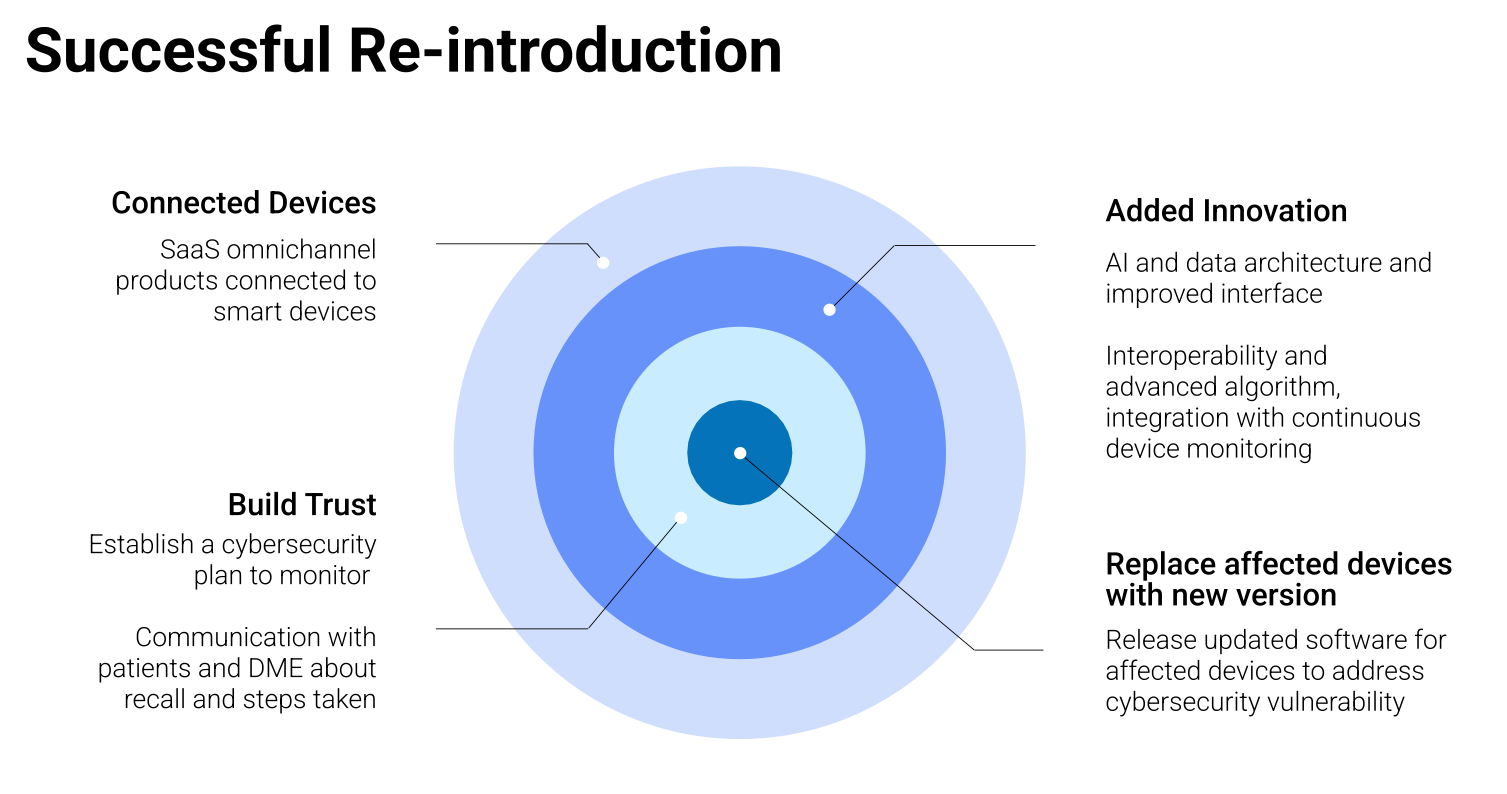 Successful Re-introduction
Connected Devices
SaaS omnichannel
products connected to
smart devices
Build Trust
Establish a cybersecurity
plan to monitor
Communication with
patients and DME about
recall and steps taken
Added Innovation
AI and data architecture and
improved interface
Interoperability and
advanced algorithm,
integration with continuous
device monitoring
Replace affected devices
with new version
Release updated software for
affected devices to address
cybersecurity vulnerability